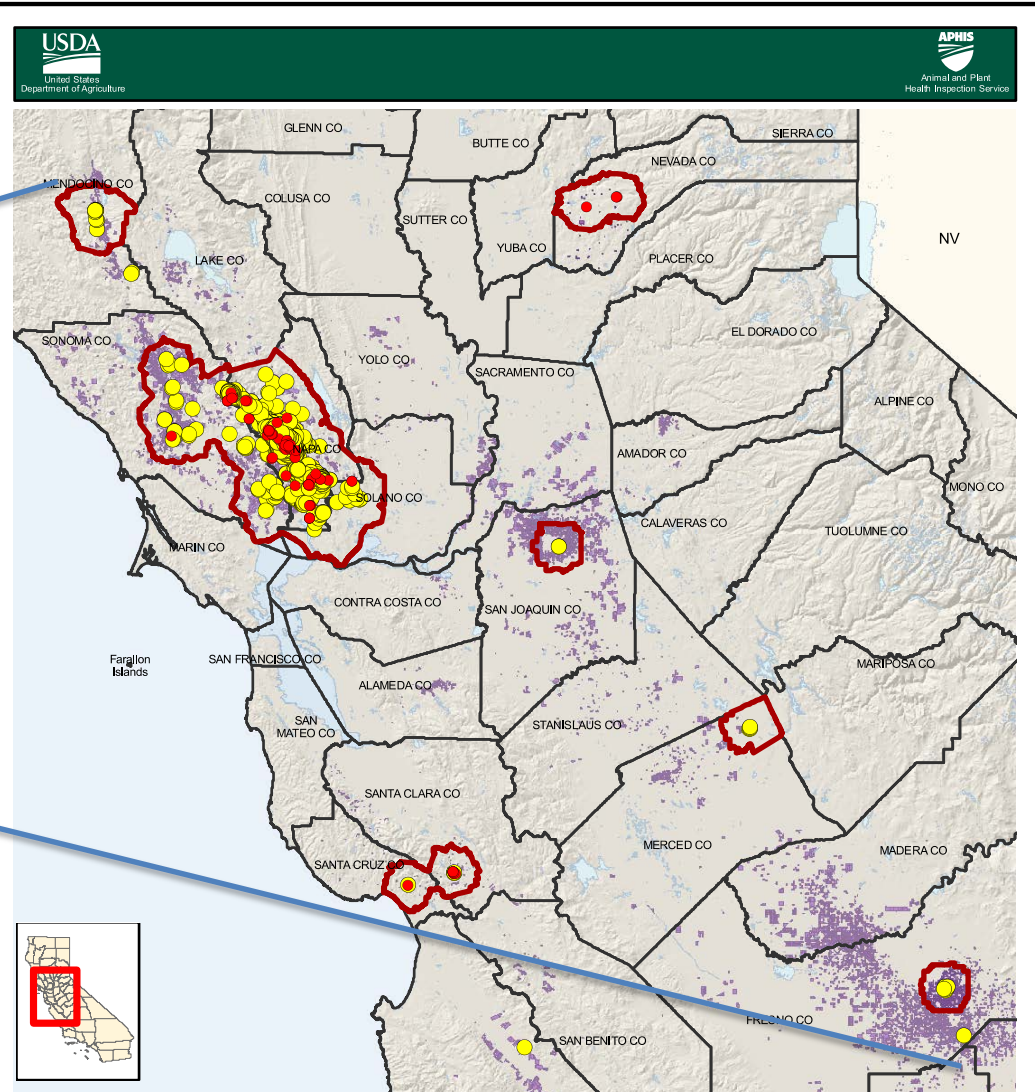 USDA
United States
Department of Agriculture
APHIS
Animal and Plant
Health Inspection Service
GLENN CO
BUTTE CO
SIERRA CO
NEVADA CO
MENDOCINO CO
COLUSA CO
SUTTER CO
YUBA CO
PLACER CO
NV
LAKE CO
SONOMA CO
YOLO CO
EL DORADO CO
SACRAMENTO CO
ALPINE CO
NAPA CO
AMADOR CO
SOLANO CO
MONO CO
CALAVERAS CO
TUOLUMNE CO
MARIN CO
CONTRA COSTA CO
SAN JOAQUIN CO
Farallon
Islands
SAN FRANCISCO CO
MARIPOSA CO
ALAMEDA CO
SAN
MATEO CO
STANISLAUS CO
SANTA CLARA CO
SANTA CRUZ CO
MERCED CO
MADERA CO
FRESNO CO
SAN BENITO CO